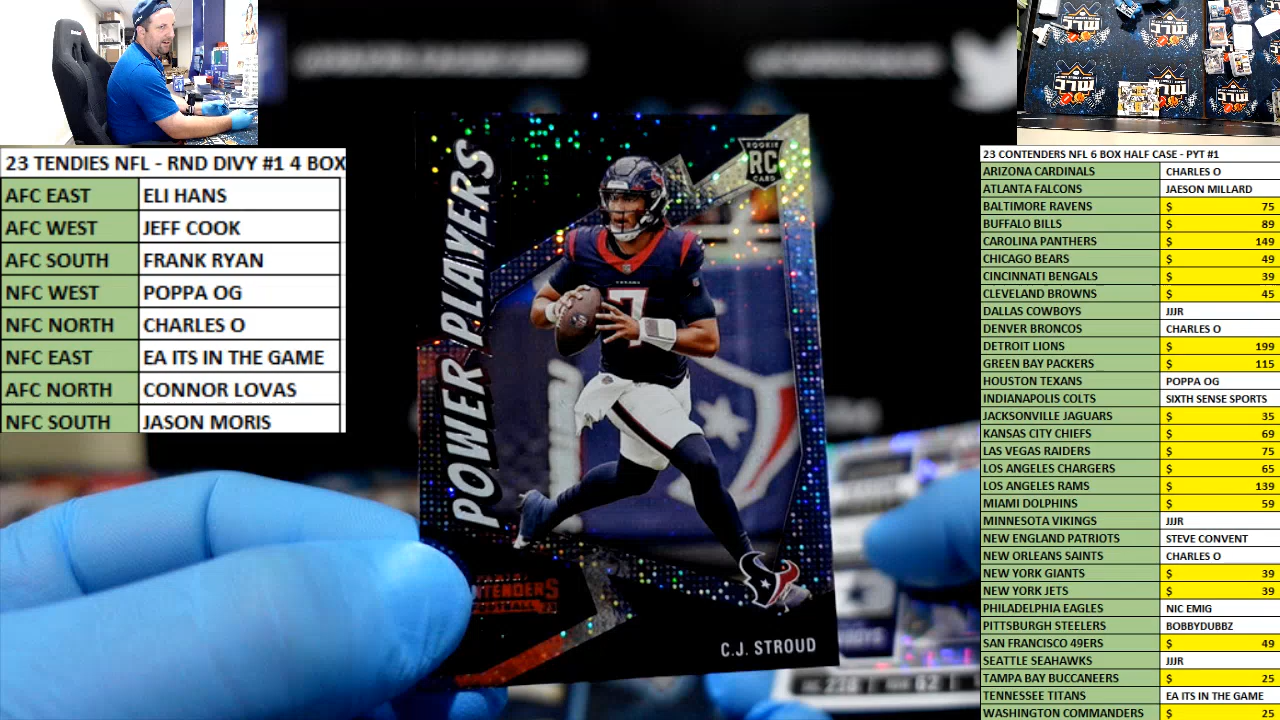 23 TENDIES NFL - RND DIVY #1 4 BOX
AFC EAST ELI HANS
AFC WEST JEFF COOK
AFC SOUTH FRANK RYAN
NFC WEST POPPA OG
NFC NORTH CHARLES O
NFC EAST EA ITS IN THE GAME
AFC NORTH CONNOR LOVAS
NFC SOUTH JASON MORIS
POWER PLAYERS
ROOKIE
RC
CARD
TEXANS
7
C.J. STROUD
23 CONTENDERS NFL 6 BOX HALF CASE - PYT #1
ARIZONA CARDINALS CHARLES O
ATLANTA FALCONS JAESON MILLARD
BALTIMORE RAVENS $ 75
BUFFALO BILLS $ 89
CAROLINA PANTHERS $ 149
CHICAGO BEARS $ 49
CINCINNATI BENGALS $ 39
CLEVELAND BROWNS $ 45
DALLAS COWBOYS JJJR
DENVER BRONCOS CHARLES O
DETROIT LIONS $ 199
GREEN BAY PACKERS $ 115
HOUSTON TEXANS POPPA OG
INDIANAPOLIS COLTS SIXTH SENSE SPORTS
JACKSONVILLE JAGUARS $ 35
KANSAS CITY CHIEFS $ 69
LAS VEGAS RAIDERS $ 75
LOS ANGELES CHARGERS $ 65
LOS ANGELES RAMS $ 139
MIAMI DOLPHINS $ 59
MINNESOTA VIKINGS JJJR
NEW ENGLAND PATRIOTS STEVE CONVENT
NEW ORLEANS SAINTS CHARLES O
NEW YORK GIANTS $ 39
NEW YORK JETS $ 39
PHILADELPHIA EAGLES NIC EMIG
PITTSBURGH STEELERS BOBBYDUBBZ
SAN FRANCISCO 49ERS $ 49
SEATTLE SEAHAWKS JJJR
TAMPA BAY BUCCANEERS $ 25
TENNESSEE TITANS EA ITS IN THE GAME
WASHINGTON COMMANDERS $ 25